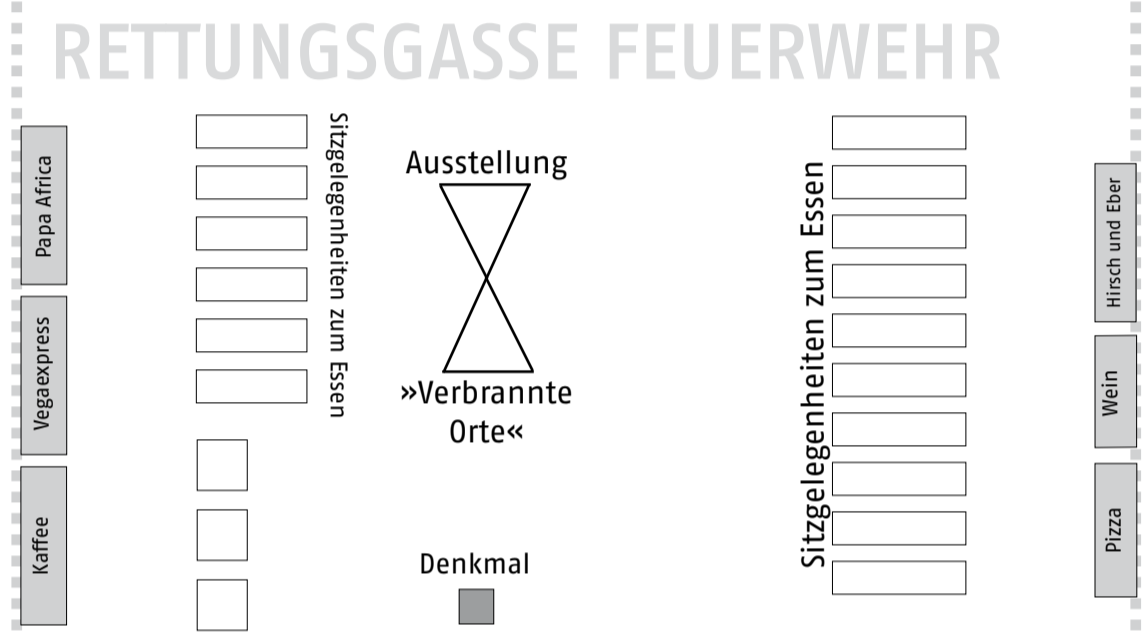 RETTUNGSGASSE FEUERWEHR
Papa Africa
Vegaexpress
Kaffee
Sitzgelegenheiten zum Essen
Ausstellung
»Verbrannte
Orte«
Denkmal
Sitzgelegenheiten zum Essen
Hirsch und Eber
Wein
Pizza